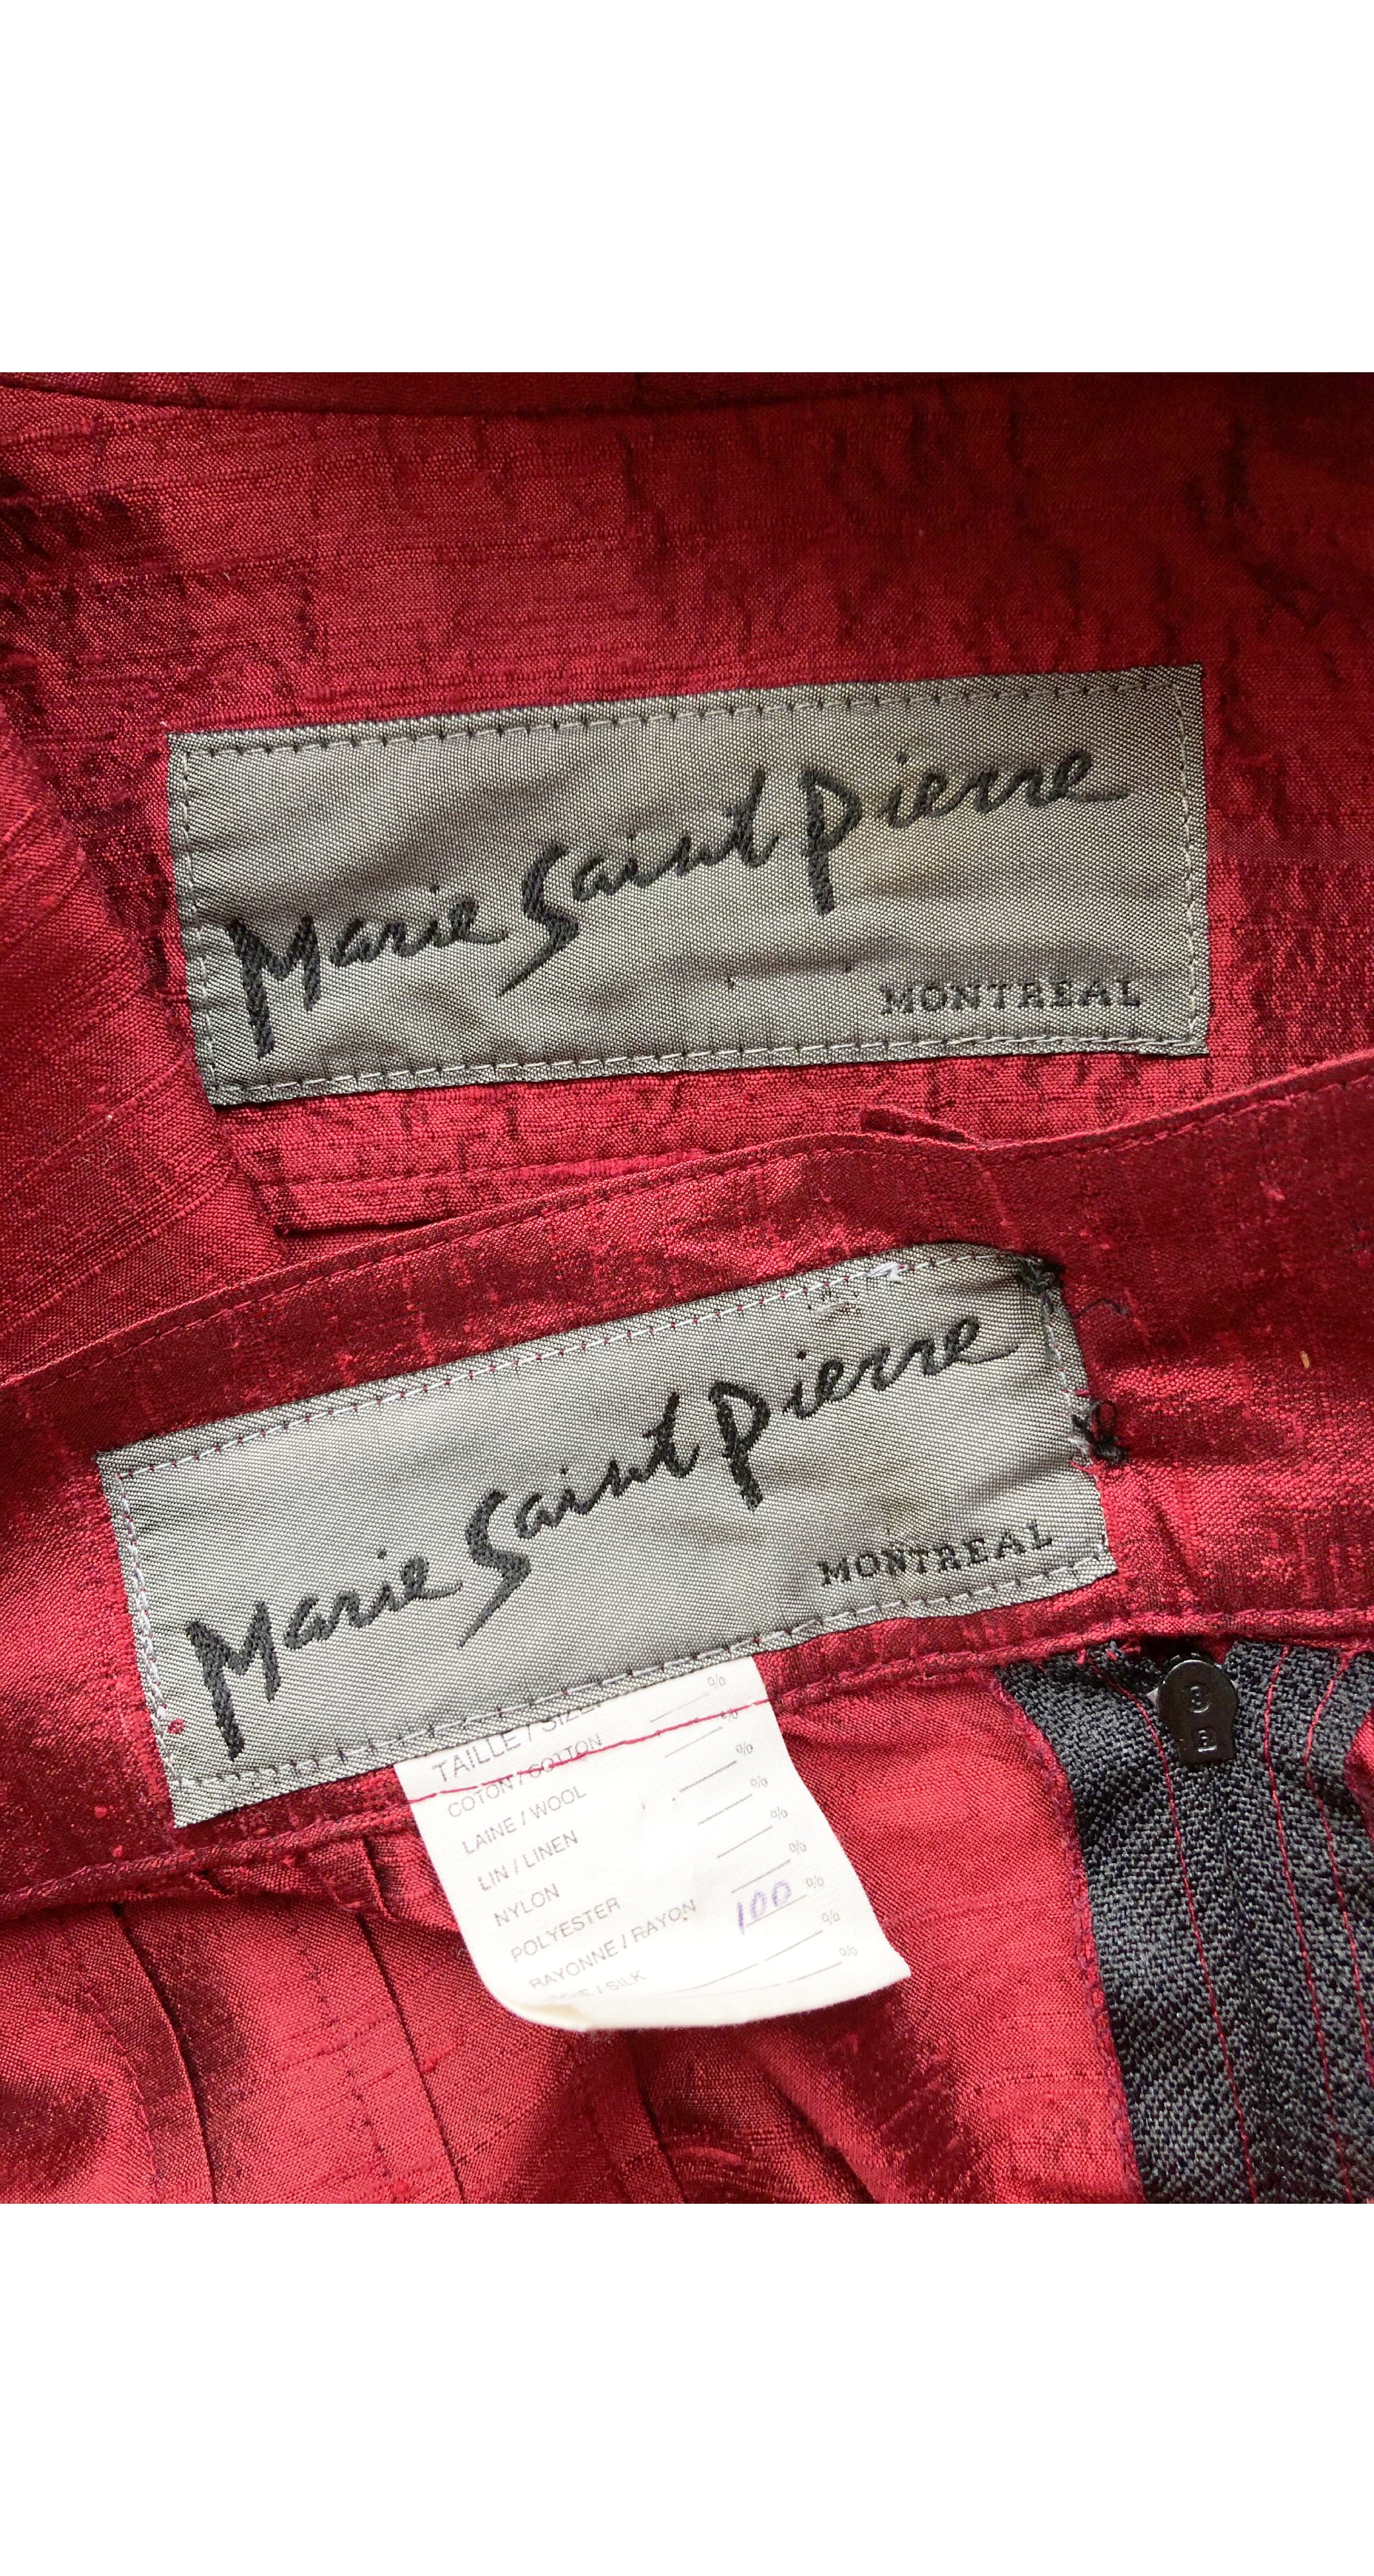 Marie Saint Pierre
MONTREAL
Marie Saint Pierre
MONTREAL
%
TAILLE / %
COTON / COTTON %
LAINE / WOOL %
LIN / LINEN %
NYLON %
POLYESTER %
RAYONNE / RAYON 100 %
/ SILK %
%